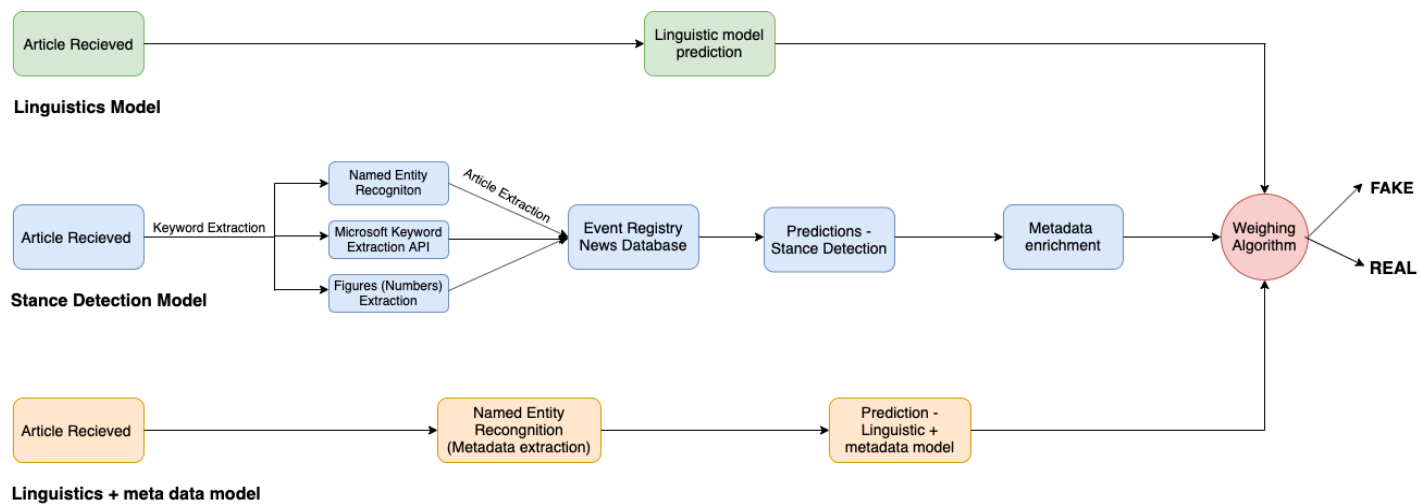 Article Recieved
Linguistic model
prediction
Linguistics Model
Article Recieved
Keyword Extraction
Named Entity
Recogniton
Microsoft Keyword
Extraction API
Figures (Numbers)
Extraction
Article Extraction
Event Registry
News Database
Predictions -
Stance Detection
Metadata
enrichment
Weighing
Algorithm
FAKE
REAL
Stance Detection Model
Article Recieved
Named Entity
Recongnition
(Metadata extraction)
Prediction -
Linguistic +
metadata model
Linguistics + meta data model